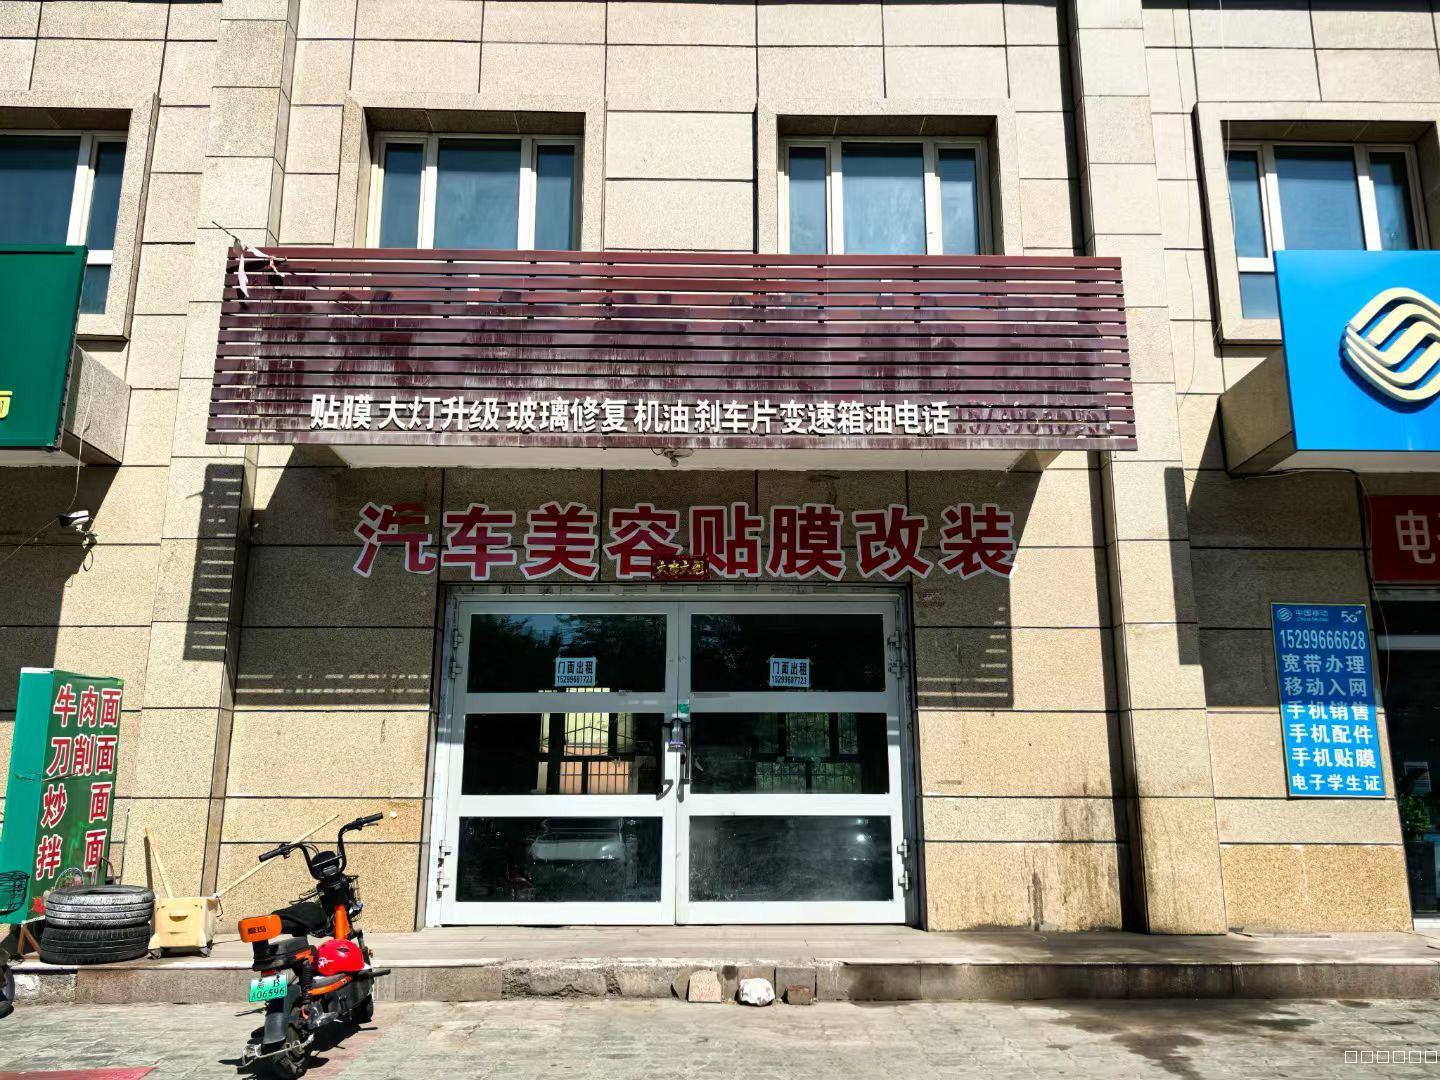 贴膜 大灯升级 玻璃修复 机油 刹车片 变速箱油电话
汽车美容贴膜改装
门面出租
15299687723
门面出租
15299687723
牛肉面
刀削面
炒面
拌面
中国移动 5G
China Mobile
15299666628
宽带办理
移动入网
手机销售
手机配件
手机贴膜
电子学生证
电
06596